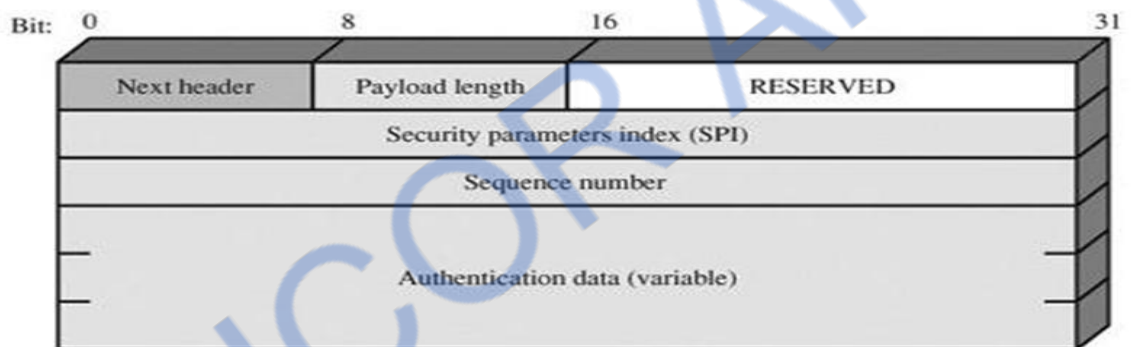 Bit: 0 8 16 31
Next header Payload length RESERVED
Security parameters index (SPI)
Sequence number
Authentication data (variable)